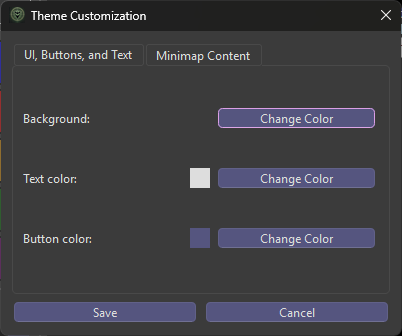 Theme Customization
UI, Buttons, and Text
Minimap Content
Background:
Change Color
Text color:
Change Color
Button color:
Change Color
Save
Cancel